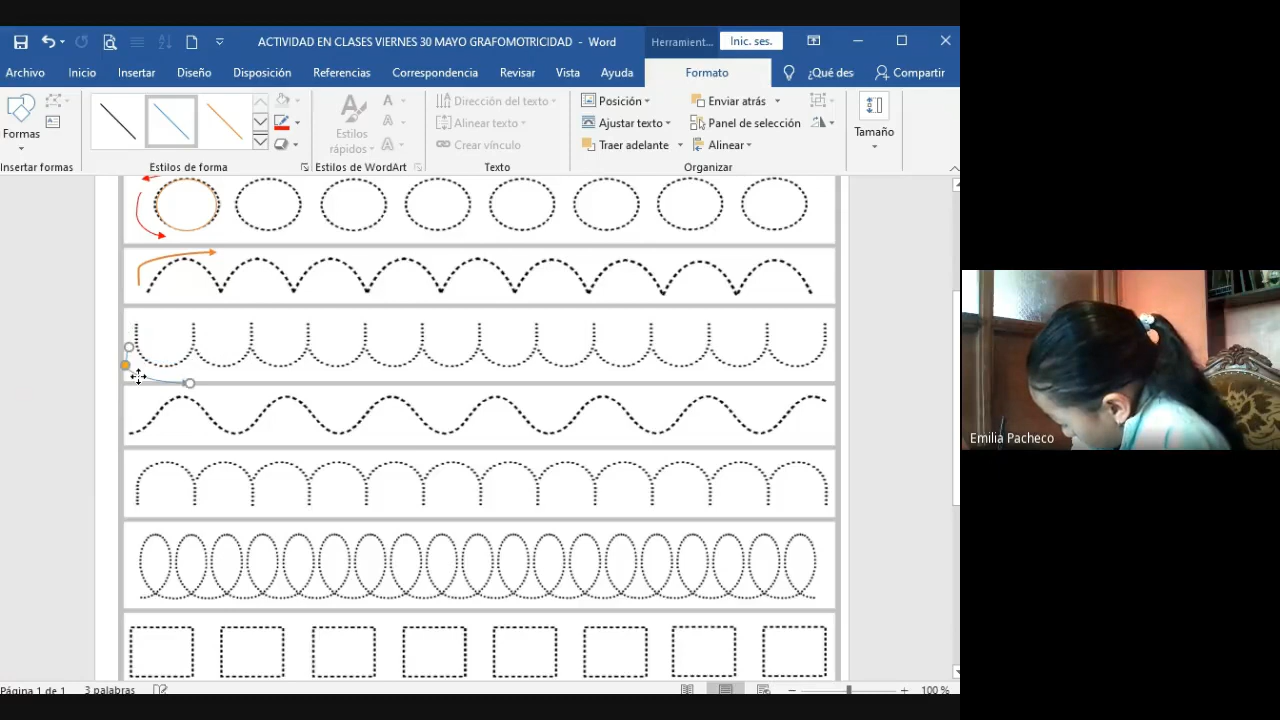 ACTIVIDAD EN CLASES VIERNES 30 MAYO GRAFOMOTRICIDAD - Word
Herramient...
Inic. ses.
Archivo Inicio Insertar Diseño Disposición Referencias Correspondencia Revisar Vista Ayuda Formato ¿Qué des Compartir
Formas
Estilos rápidos
Dirección del texto
Alinear texto
Crear vínculo
Posición
Ajustar texto
Traer adelante
Enviar atrás
Panel de selección
Alinear
Tamaño
Insertar formas Estilos de forma Estilos de WordArt Texto Organizar
Emilia Pacheco
Página 1 de 1 3 palabras 100 %